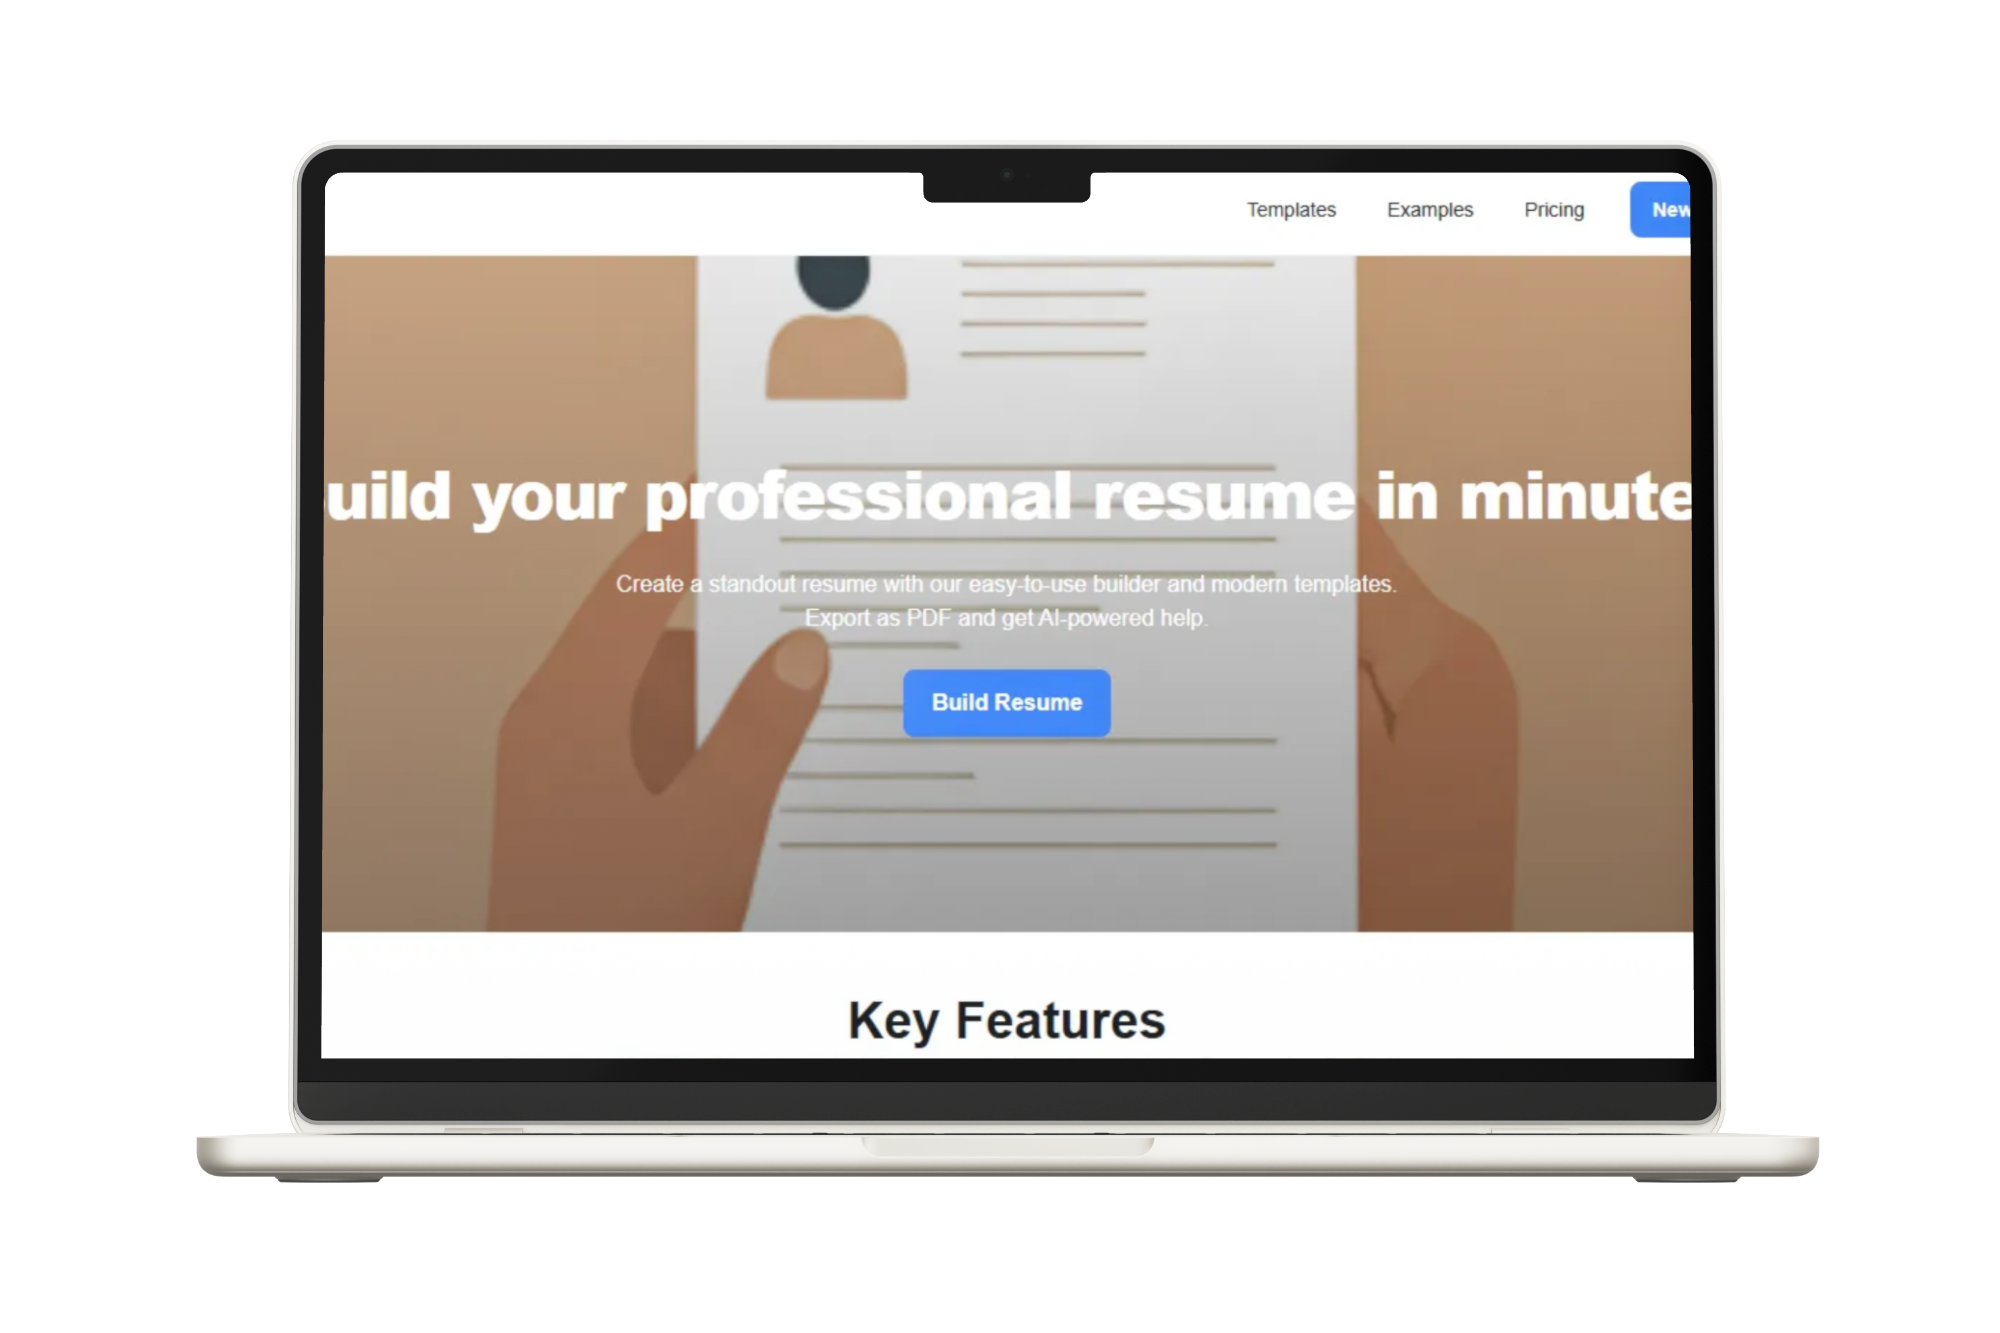 Templates Examples Pricing New
uild your professional resume in minute
Create a standout resume with our easy-to-use builder and modern templates.
Export as PDF and get AI-powered help.
Build Resume
Key Features